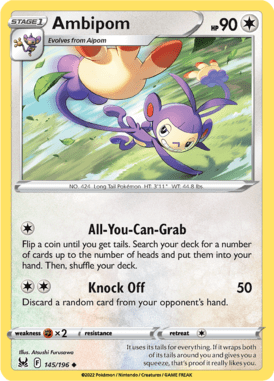 STAGE 1 Ambipom HP 90
Evolves from Aipom
NO. 424 Long Tail Pokémon HT: 3'11" WT: 44.8 lbs.
All-You-Can-Grab
Flip a coin until you get tails. Search your deck for a number
of cards up to the number of heads and put them into your
hand. Then, shuffle your deck.
Knock Off 50
Discard a random card from your opponent's hand.
weakness ×2 resistance retreat
Illus. Atsushi Furusawa
F 145/196
It uses its tails for everything. If it wraps both
of its tails around you and gives you a
squeeze, that's proof it really likes you.
©2022 Pokémon / Nintendo / Creatures / GAME FREAK